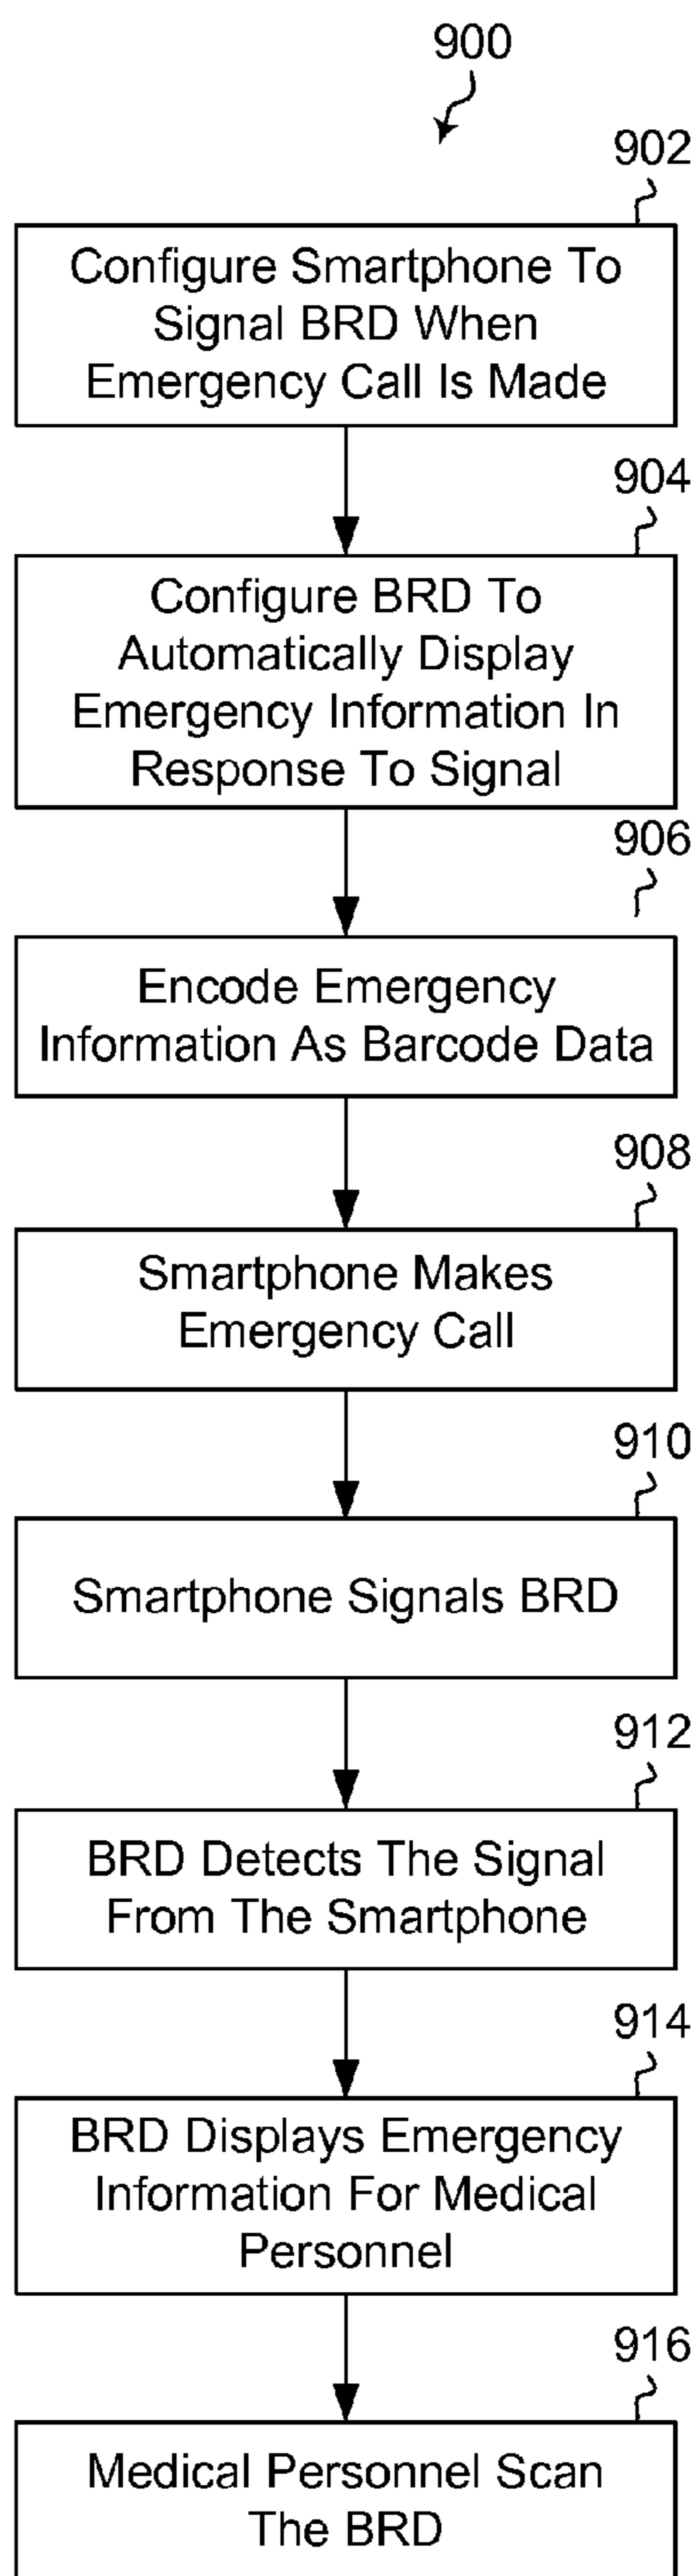 900
902
Configure Smartphone To
Signal BRD When
Emergency Call Is Made
904
Configure BRD To
Automatically Display
Emergency Information In
Response To Signal
906
Encode Emergency
Information As Barcode Data
908
Smartphone Makes
Emergency Call
910
Smartphone Signals BRD
912
BRD Detects The Signal
From The Smartphone
914
BRD Displays Emergency
Information For Medical
Personnel
916
Medical Personnel Scan
The BRD